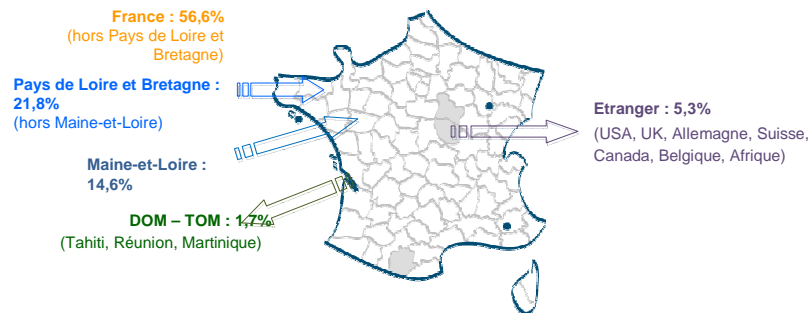 France : 56,6%
(hors Pays de Loire et
Bretagne)
Pays de Loire et Bretagne :
21,8%
(hors Maine-et-Loire)
Maine-et-Loire :
14,6%
DOM – TOM : 1,7%
(Tahiti, Réunion, Martinique)
Etranger : 5,3%
(USA, UK, Allemagne, Suisse,
Canada, Belgique, Afrique)